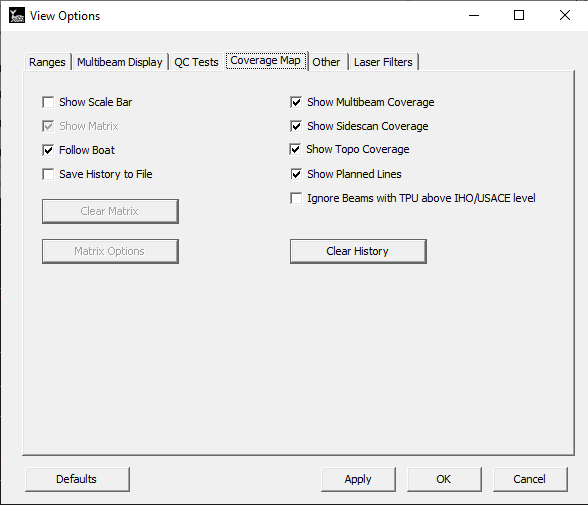 View Options
Ranges Multibeam Display QC Tests Coverage Map Other Laser Filters
Show Scale Bar
Show Matrix
Follow Boat
Save History to File
Clear Matrix
Matrix Options
Show Multibeam Coverage
Show Sidescan Coverage
Show Topo Coverage
Show Planned Lines
Ignore Beams with TPU above IHO/USACE level
Clear History
Defaults Apply OK Cancel